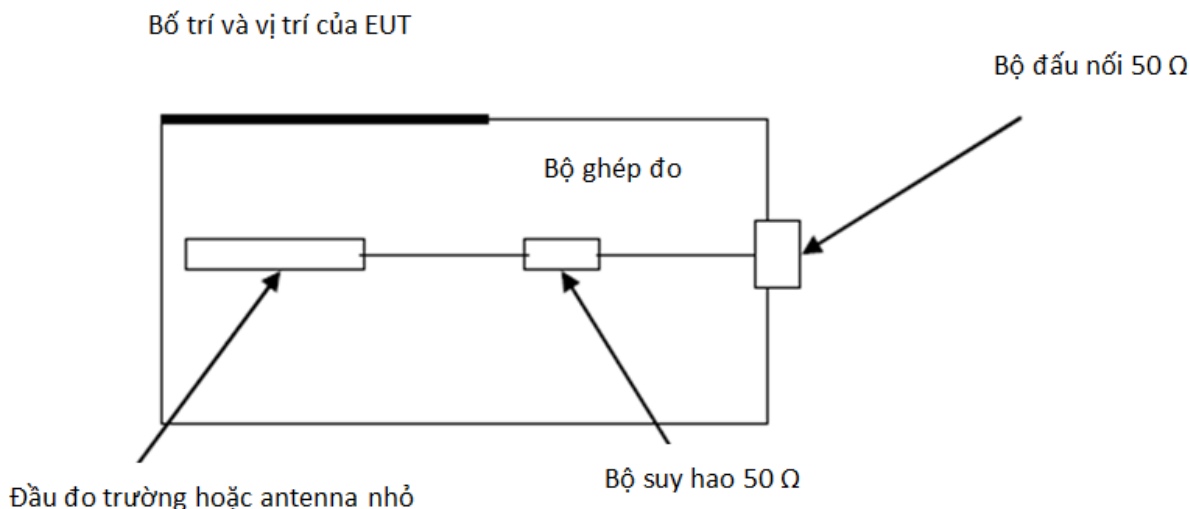 Bố trí và vị trí của EUT
Bộ đấu nối 50 Ω
Bộ ghép đo
Bộ suy hao 50 Ω
Đầu đo trường hoặc antenna nhỏ